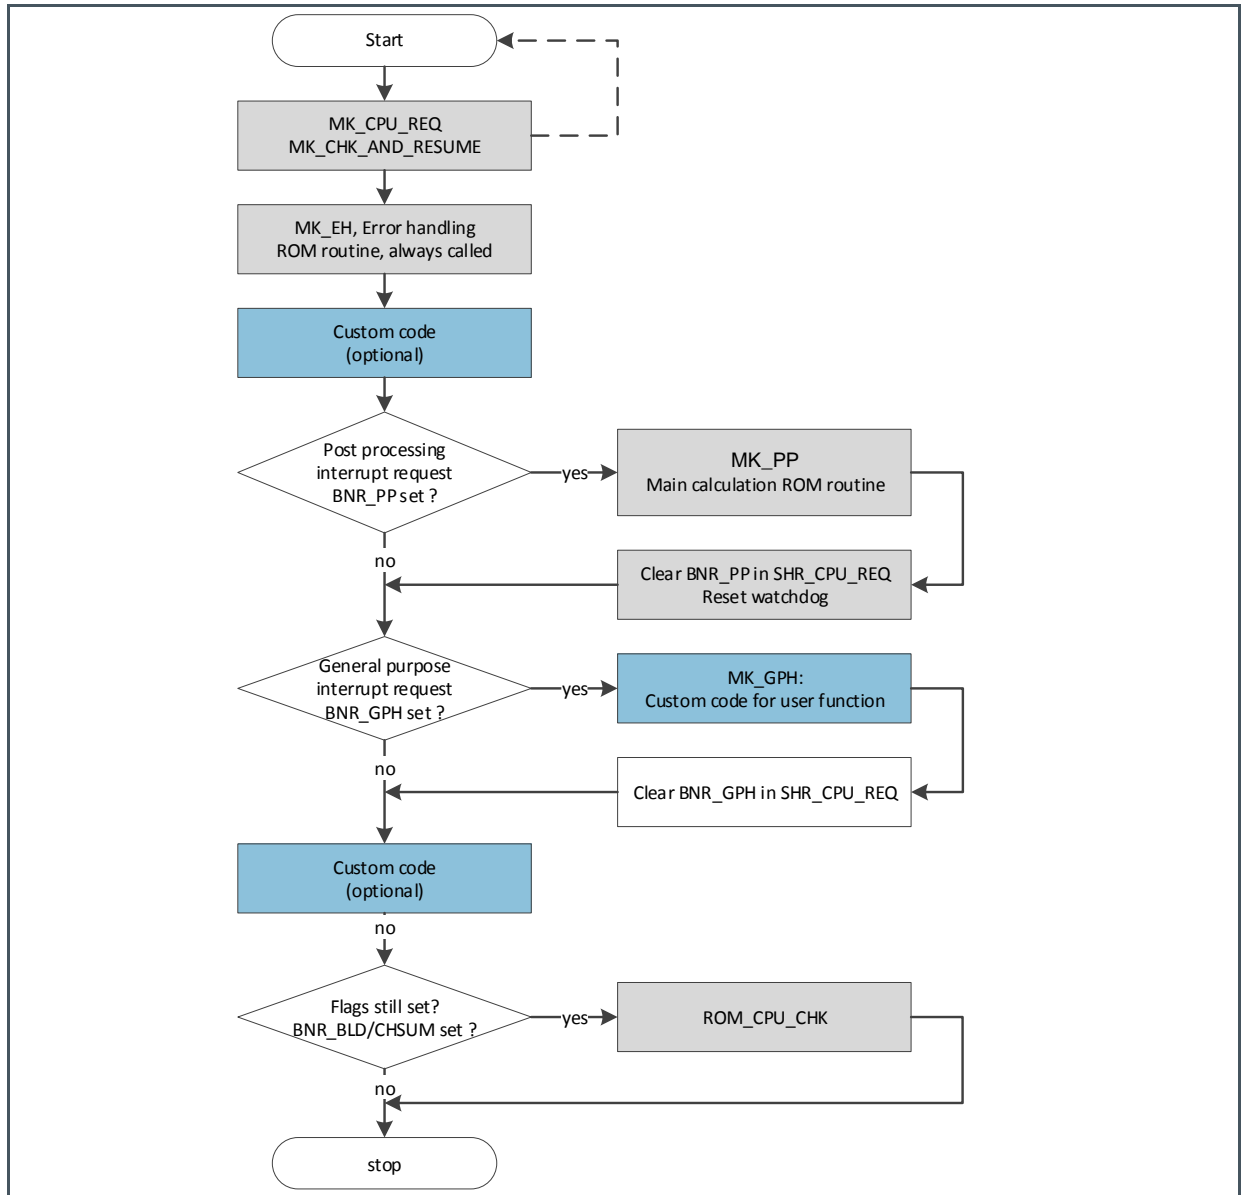 Start
MK_CPU_REQ
MK_CHK_AND_RESUME
MK_EH, Error handling
ROM routine, always called
Custom code
(optional)
Post processing
interrupt request
BNR_PP set ?
yes
MK_PP
Main calculation ROM routine
no
Clear BNR_PP in SHR_CPU_REQ
Reset watchdog
General purpose
interrupt request
BNR_GPH set ?
yes
MK_GPH:
Custom code for user function
no
Clear BNR_GPH in SHR_CPU_REQ
Custom code
(optional)
no
Flags still set?
BNR_BLD/CHSUM set ?
yes
ROM_CPU_CHK
no
stop